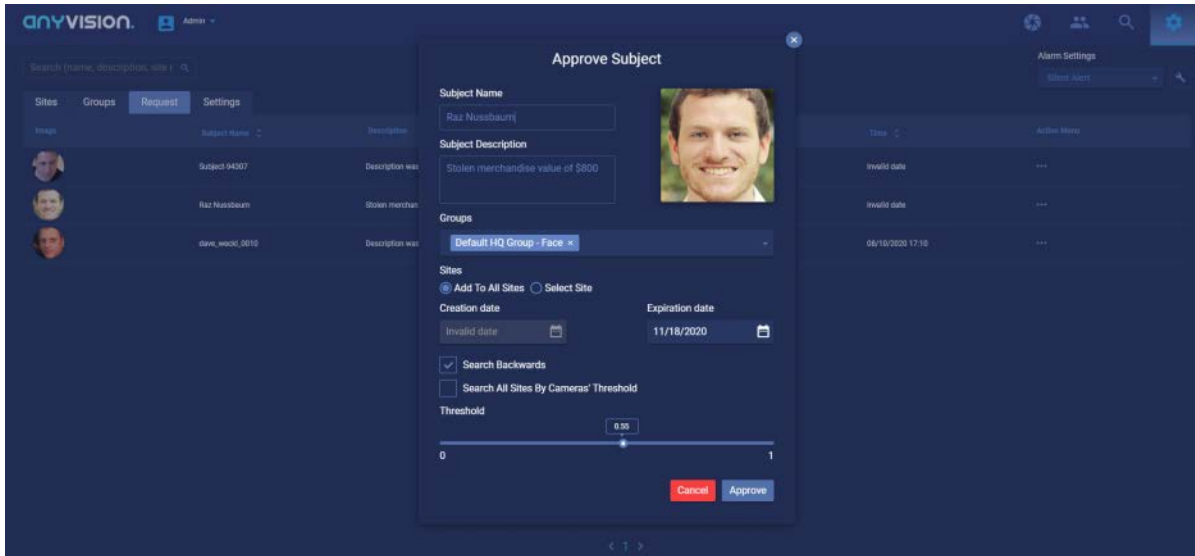 anyvision.
Admin
Search (name, description, site
Alarm Settings
Silent Alert
Sites Groups Request Settings
Image Subject Name Description Time Active Menu
Subject-94307 Description was Invalid date
Raz Nussbaum Stolen merchan Invalid date
dave_weckl_0010 Description was 08/10/2020 17:10
Approve Subject
Subject Name
Raz Nussbaum
Subject Description
Stolen merchandise value of $800
Groups
Default HQ Group - Face ×
Sites
Add To All Sites Select Site
Creation date Expiration date
Invalid date 11/18/2020
Search Backwards
Search All Sites By Cameras' Threshold
Threshold
0.55
0 1
Cancel Approve
< 1 >